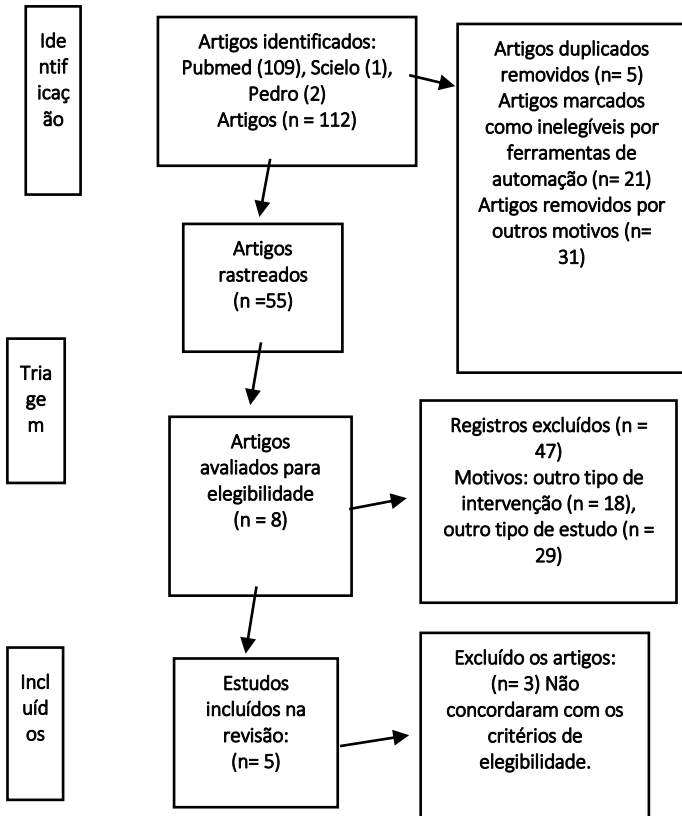 Ide
ntif
icaç
ão
Artigos identificados:
Pubmed (109), Scielo (1),
Pedro (2)
Artigos (n = 112)
Artigos duplicados
removidos (n= 5)
Artigos marcados
como inelegíveis por
ferramentas de
automação (n= 21)
Artigos removidos por
outros motivos (n=
31)
Artigos
rastreados
(n =55)
Tria
ge
m
Artigos
avaliados para
elegibilidade
(n = 8)
Registros excluídos (n =
47)
Motivos: outro tipo de
intervenção (n = 18),
outro tipo de estudo (n =
29)
Incl
uíd
os
Estudos
incluídos na
revisão:
(n= 5)
Excluído os artigos:
(n= 3) Não
concordaram com os
critérios de
elegibilidade.